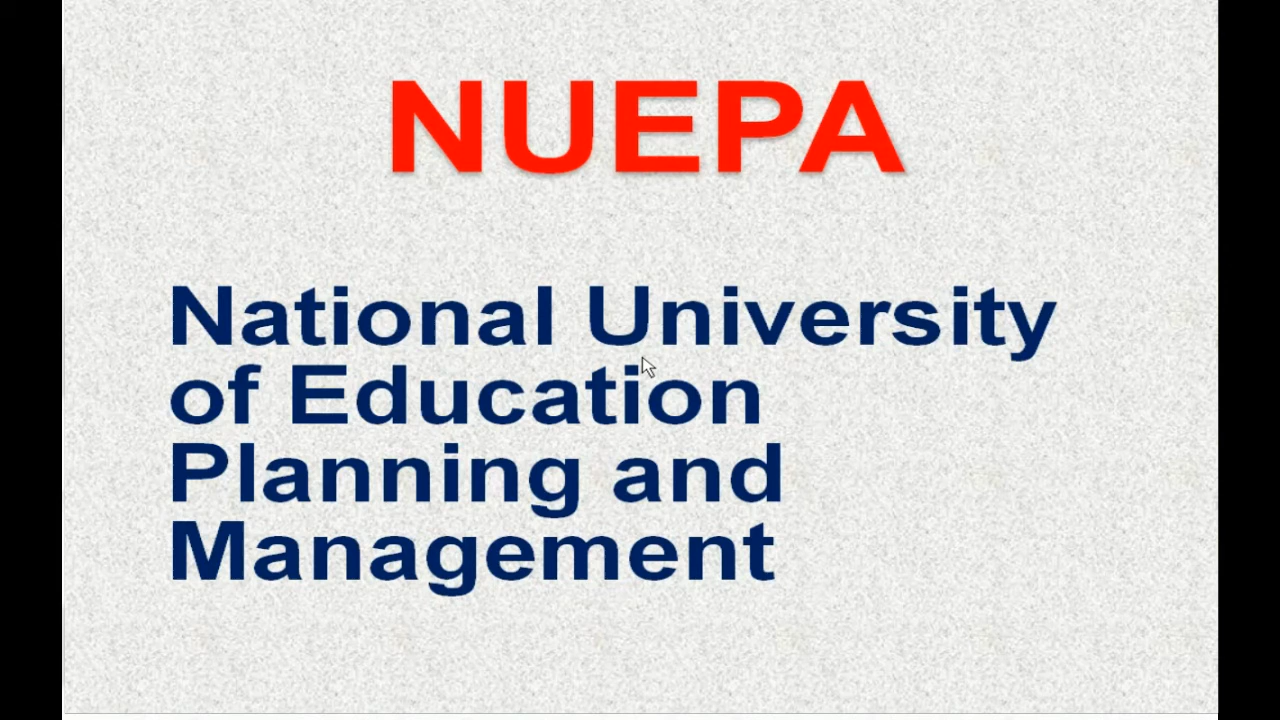 NUEPA
National University
of Education
Planning and
Management